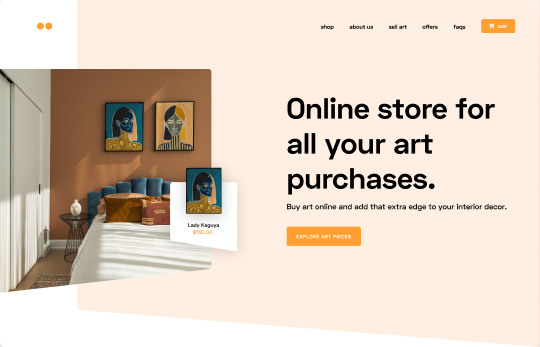 shop about us sell art offers faqs cart
Online store for
all your art
purchases.
Buy art online and add that extra edge to your interior decor.
EXPLORE ART PIECES
Lady Kaguya
$155.00